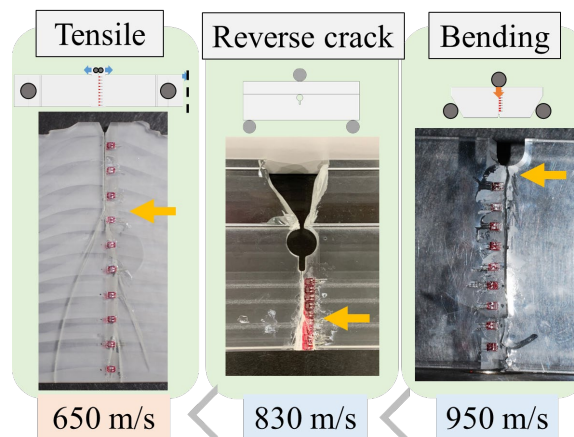 Tensile
Reverse crack
Bending
650 m/s
<
830 m/s
<
950 m/s